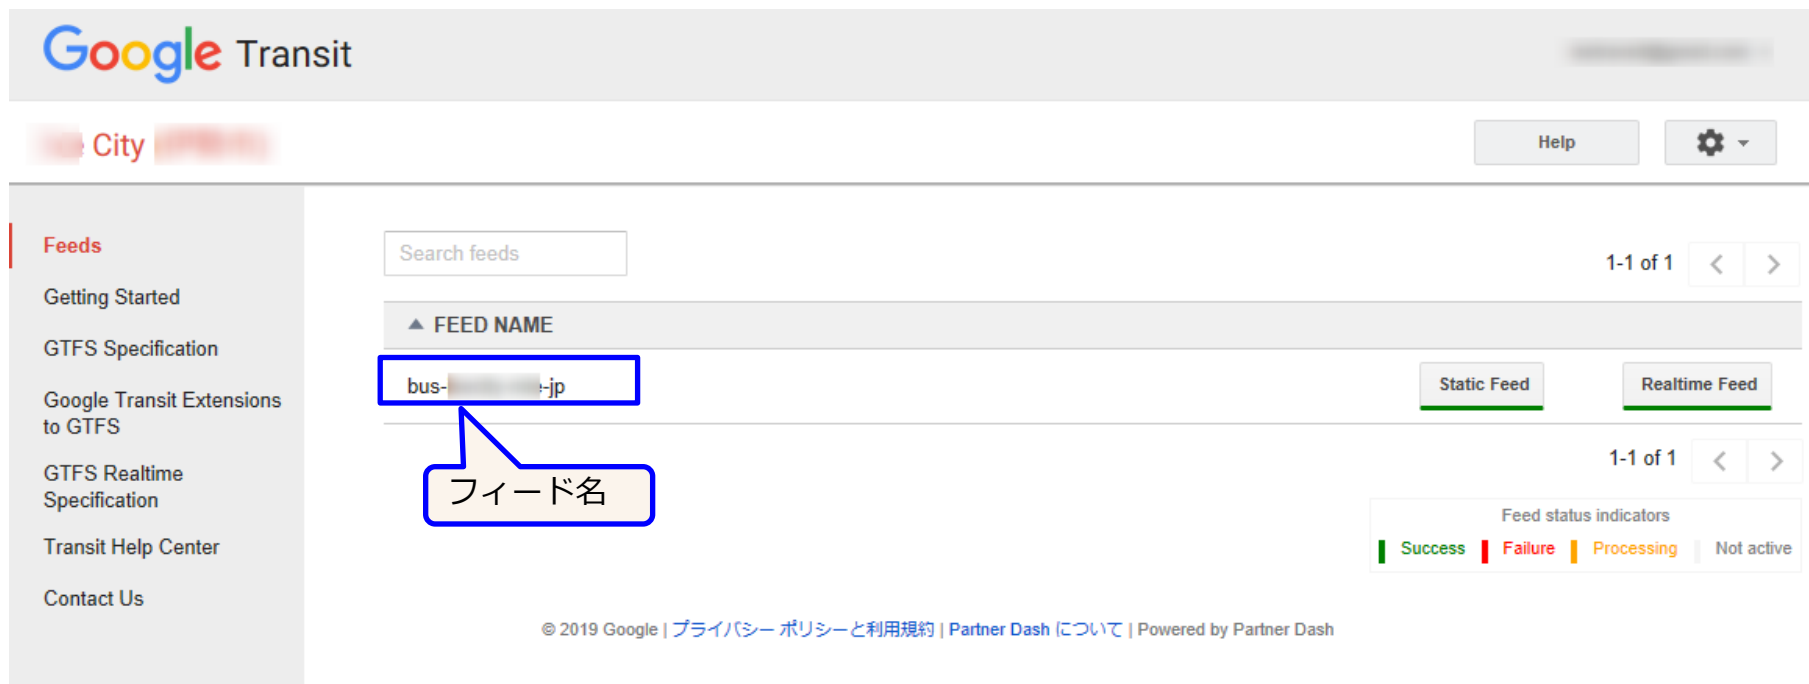 Google Transit
City
Help
Feeds
Getting Started
GTFS Specification
Google Transit Extensions
to GTFS
GTFS Realtime
Specification
Transit Help Center
Contact Us
Search feeds
1-1 of 1
FEED NAME
bus- -jp
Static Feed
Realtime Feed
フィード名
1-1 of 1
Feed status indicators
Success Failure Processing Not active
© 2019 Google | プライバシー ポリシーと利用規約 | Partner Dash について | Powered by Partner Dash